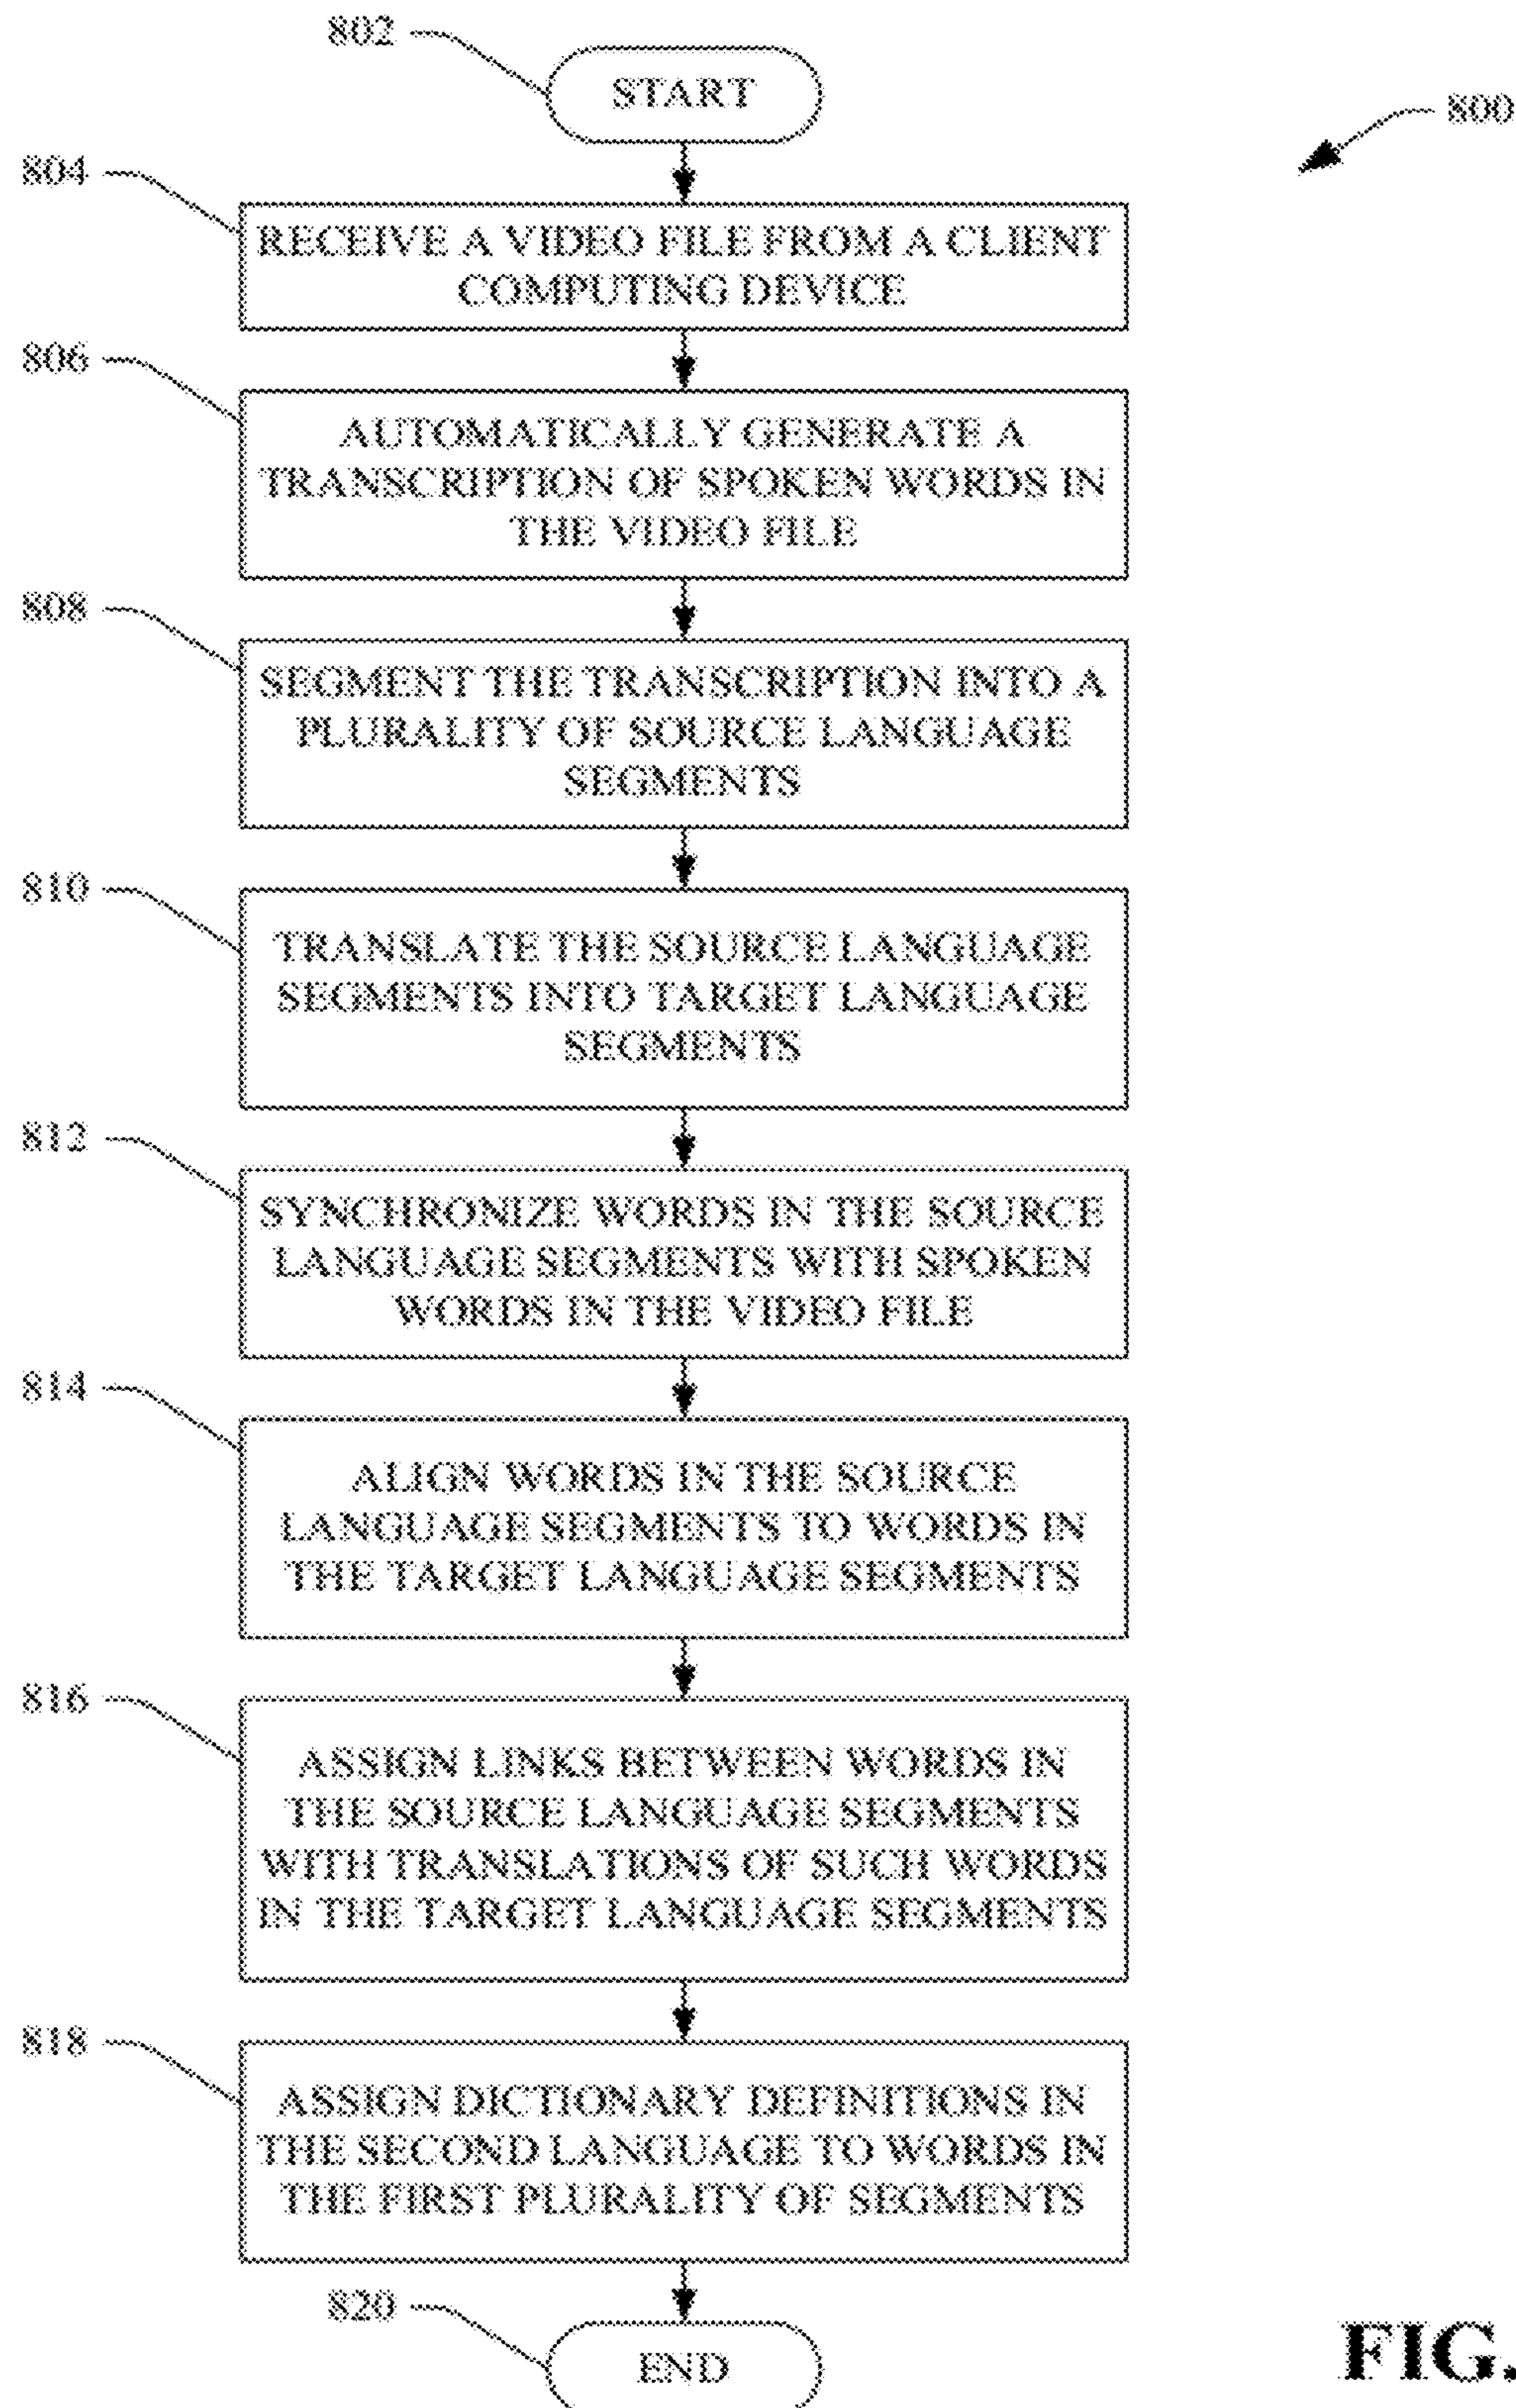 802
START
800
804
RECEIVE A VIDEO FILE FROM A CLIENT
COMPUTING DEVICE
806
AUTOMATICALLY GENERATE A
TRANSCRIPTION OF SPOKEN WORDS IN
THE VIDEO FILE
808
SEGMENT THE TRANSCRIPTION INTO A
PLURALITY OF SOURCE LANGUAGE
SEGMENTS
810
TRANSLATE THE SOURCE LANGUAGE
SEGMENTS INTO TARGET LANGUAGE
SEGMENTS
812
SYNCHRONIZE WORDS IN THE SOURCE
LANGUAGE SEGMENTS WITH SPOKEN
WORDS IN THE VIDEO FILE
814
ALIGN WORDS IN THE SOURCE
LANGUAGE SEGMENTS TO WORDS IN
THE TARGET LANGUAGE SEGMENTS
816
ASSIGN LINKS BETWEEN WORDS IN
THE SOURCE LANGUAGE SEGMENTS
WITH TRANSLATIONS OF SUCH WORDS
IN THE TARGET LANGUAGE SEGMENTS
818
ASSIGN DICTIONARY DEFINITIONS IN
THE SECOND LANGUAGE TO WORDS IN
THE FIRST PLURALITY OF SEGMENTS
820
END
FIG.